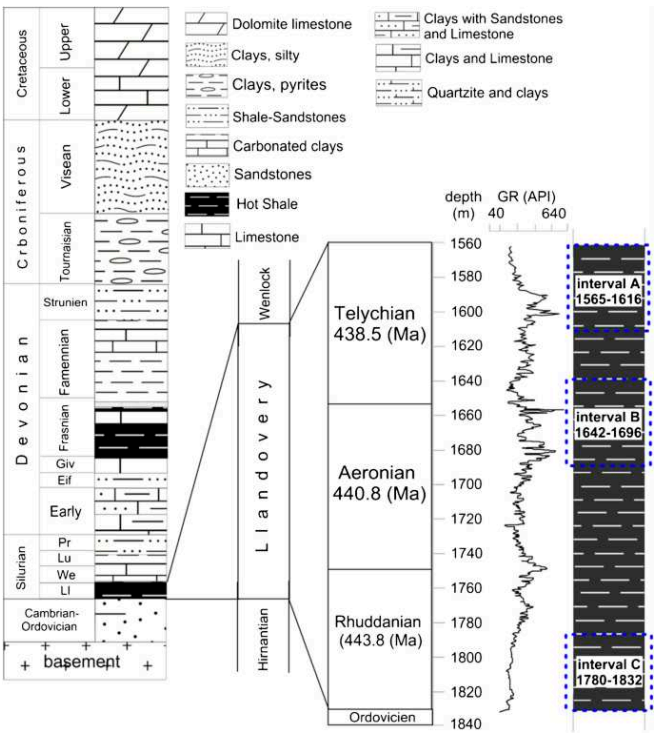 Cretaceous
Upper
Lower
Crboniferous
Visean
Tournaisian
Devonian
Strunien
Famennian
Frasnian
Giv
Eif
Early
Silurian
Pr
Lu
We
Ll
Cambrian-
Ordovician
basement
Dolomite limestone
Clays, silty
Clays, pyrites
Shale-Sandstones
Carbonated clays
Sandstones
Hot Shale
Limestone
Clays with Sandstones
and Limestone
Clays and Limestone
Quartzite and clays
Wenlock
Llandovery
Hirnantian
Telychian
438.5 (Ma)
Aeronian
440.8 (Ma)
Rhuddanian
(443.8 (Ma)
Ordovicien
depth
(m)
1560
1580
1600
1620
1640
1660
1680
1700
1720
1740
1760
1780
1800
1820
1840
GR (API)
40 640
interval A
1565-1616
interval B
1642-1696
interval C
1780-1832